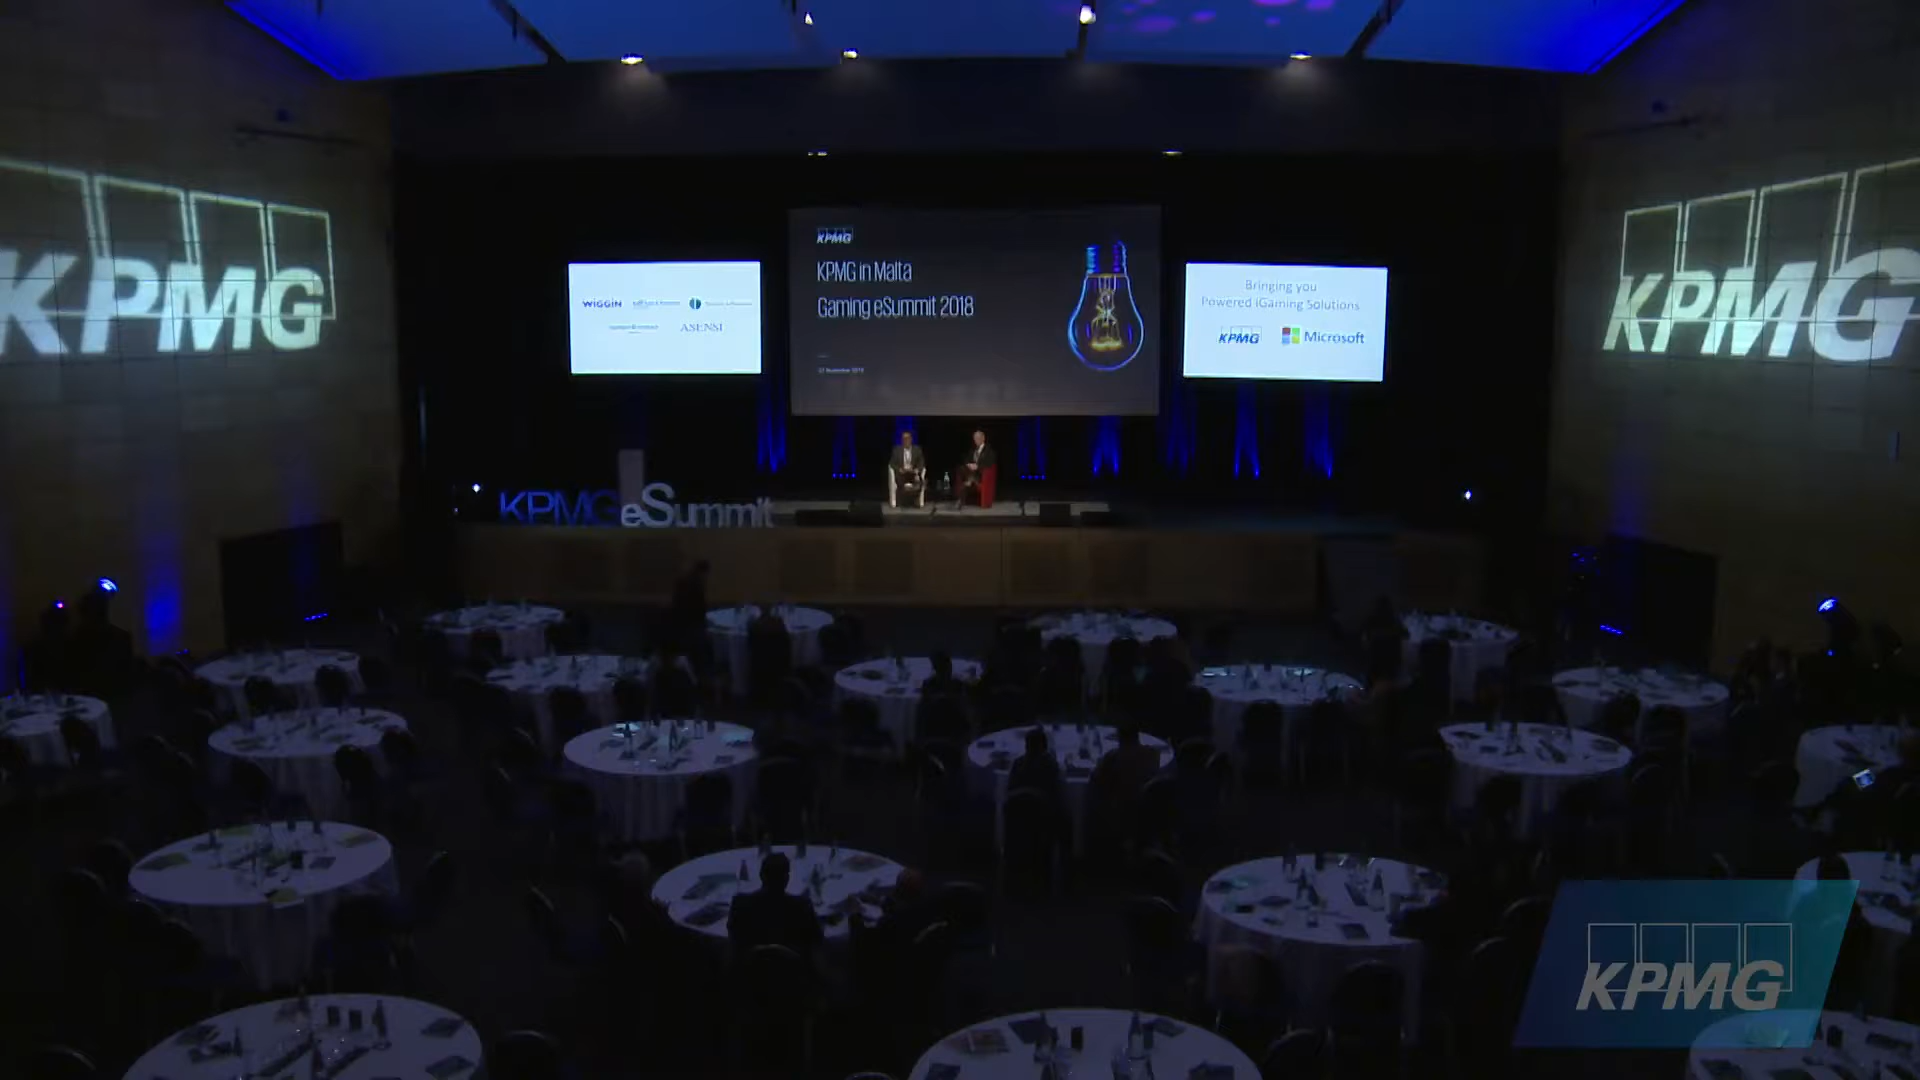 KPMG
KPMG
WIGGIN
ASENSI
KPMG
KPMG in Malta
Gaming eSummit 2018
Bringing you
Powered iGaming Solutions
KPMG Microsoft
KPMG eSummit
KPMG